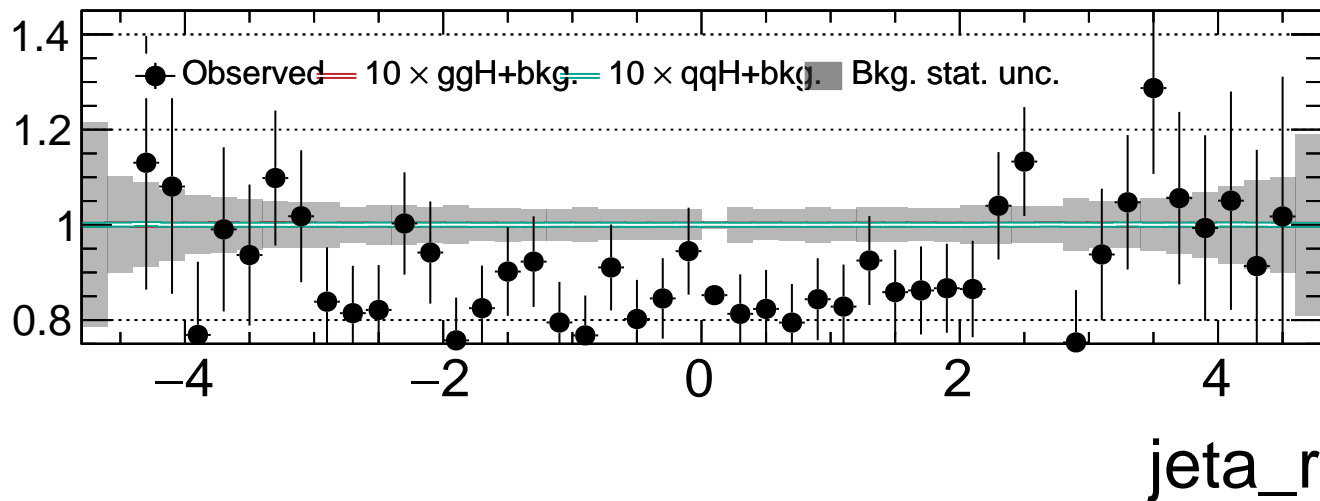 1.4
Observed 10 × ggH+bkg. 10 × qqH+bkg. Bkg. stat. unc.
1.2
1
0.8
−4 −2 0 2 4
jeta_r